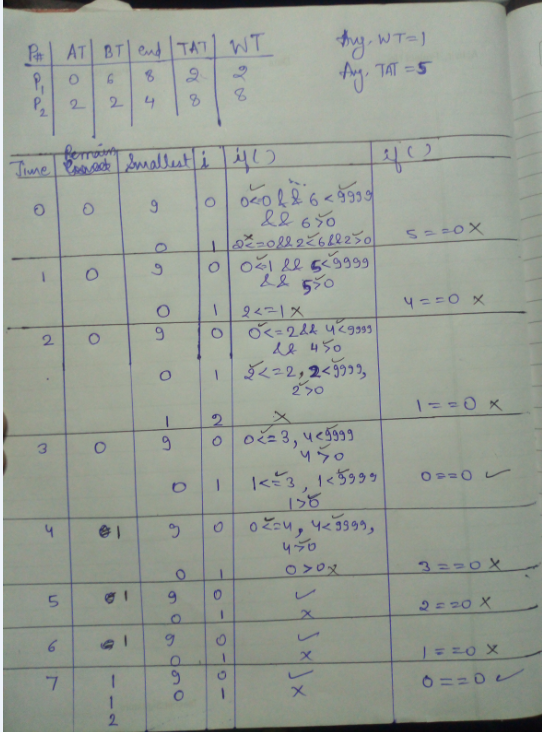 P# AT BT end TAT WT
Avg. WT=1
P1 0 6 8 2 2
Avg. TAT=5
P2 2 2 4 8 8
Time Remain Smallest i if() if()
0 0 9 0 0<=0 && 6<9999
&& 6>0
0 1 2<=0&&2<6&&2>0 5==0 ×
1 0 9 0 0<=1 && 5<9999
&& 5>0
0 1 2<=1 × 4==0 ×
2 0 9 0 0<=2 && 4<9999
&& 4>0
0 1 2<=2, 2<9999,
2>0
1 2 × 1==0 ×
3 0 9 0 0<=3, 4<9999
4>0
0 1 1<=3, 1<9999 0==0 ✓
1>0
4 1 9 0 0<=4, 4<9999,
4>0
0 1 0>0 × 3==0 ×
5 1 9 0 ✓
0 1 × 2==0 ×
6 1 9 0 ✓
0 1 × 1==0 ×
7 1 9 0 ✓ 0==0 ✓
1 0 1 ×
2